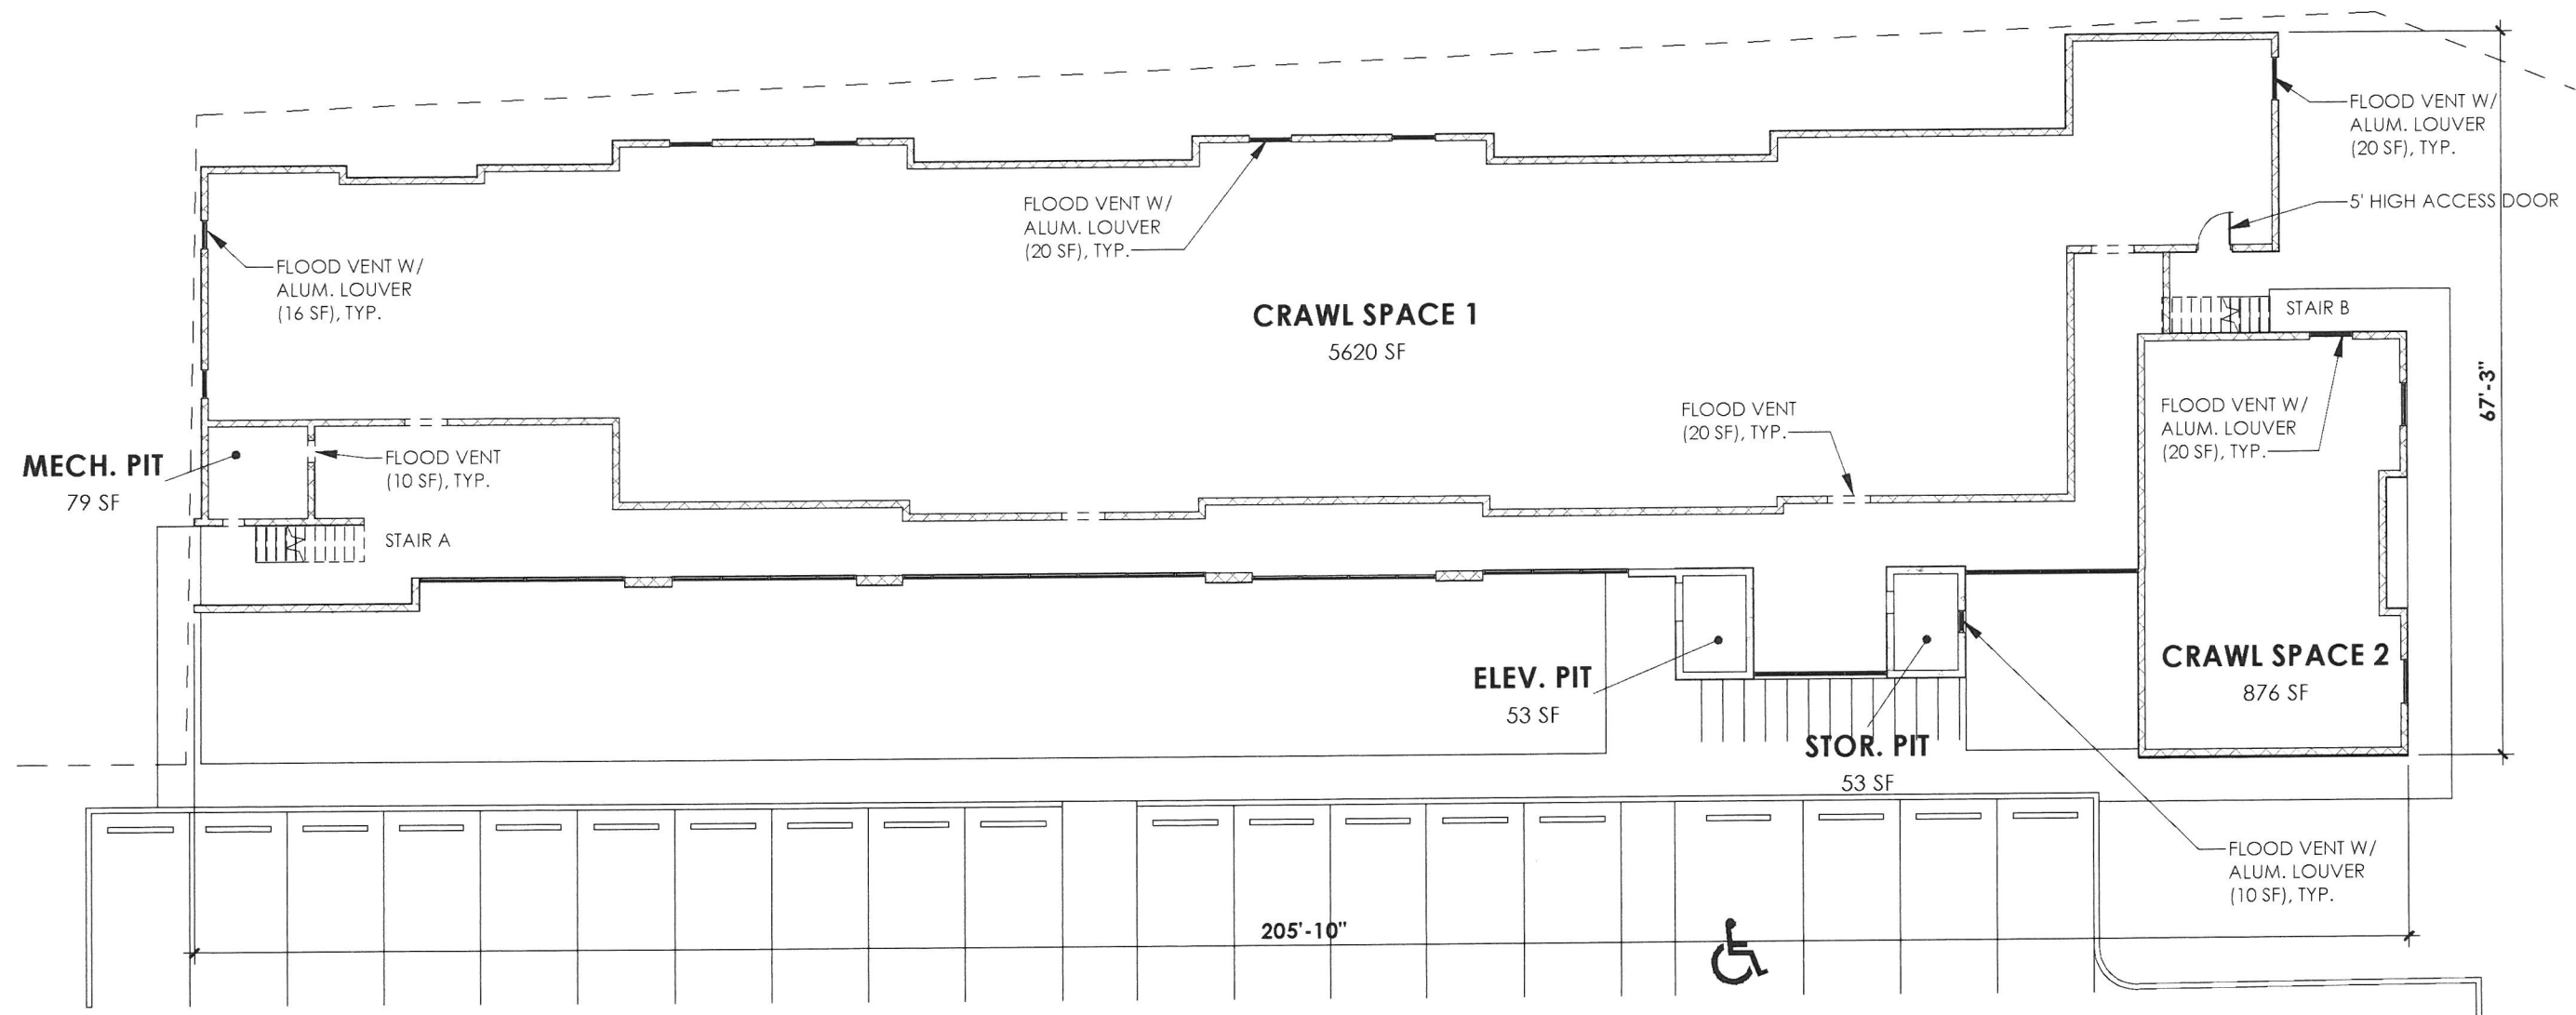 FLOOD VENT W/
ALUM. LOUVER
(20 SF), TYP.
5' HIGH ACCESS DOOR
FLOOD VENT W/
ALUM. LOUVER
(20 SF), TYP.
FLOOD VENT W/
ALUM. LOUVER
(16 SF), TYP.
CRAWL SPACE 1
5620 SF
STAIR B
67'-3"
FLOOD VENT
(20 SF), TYP.
FLOOD VENT W/
ALUM. LOUVER
(20 SF), TYP.
MECH. PIT
79 SF
FLOOD VENT
(10 SF), TYP.
STAIR A
ELEV. PIT
53 SF
CRAWL SPACE 2
876 SF
STOR. PIT
53 SF
FLOOD VENT W/
ALUM. LOUVER
(10 SF), TYP.
205'-10"